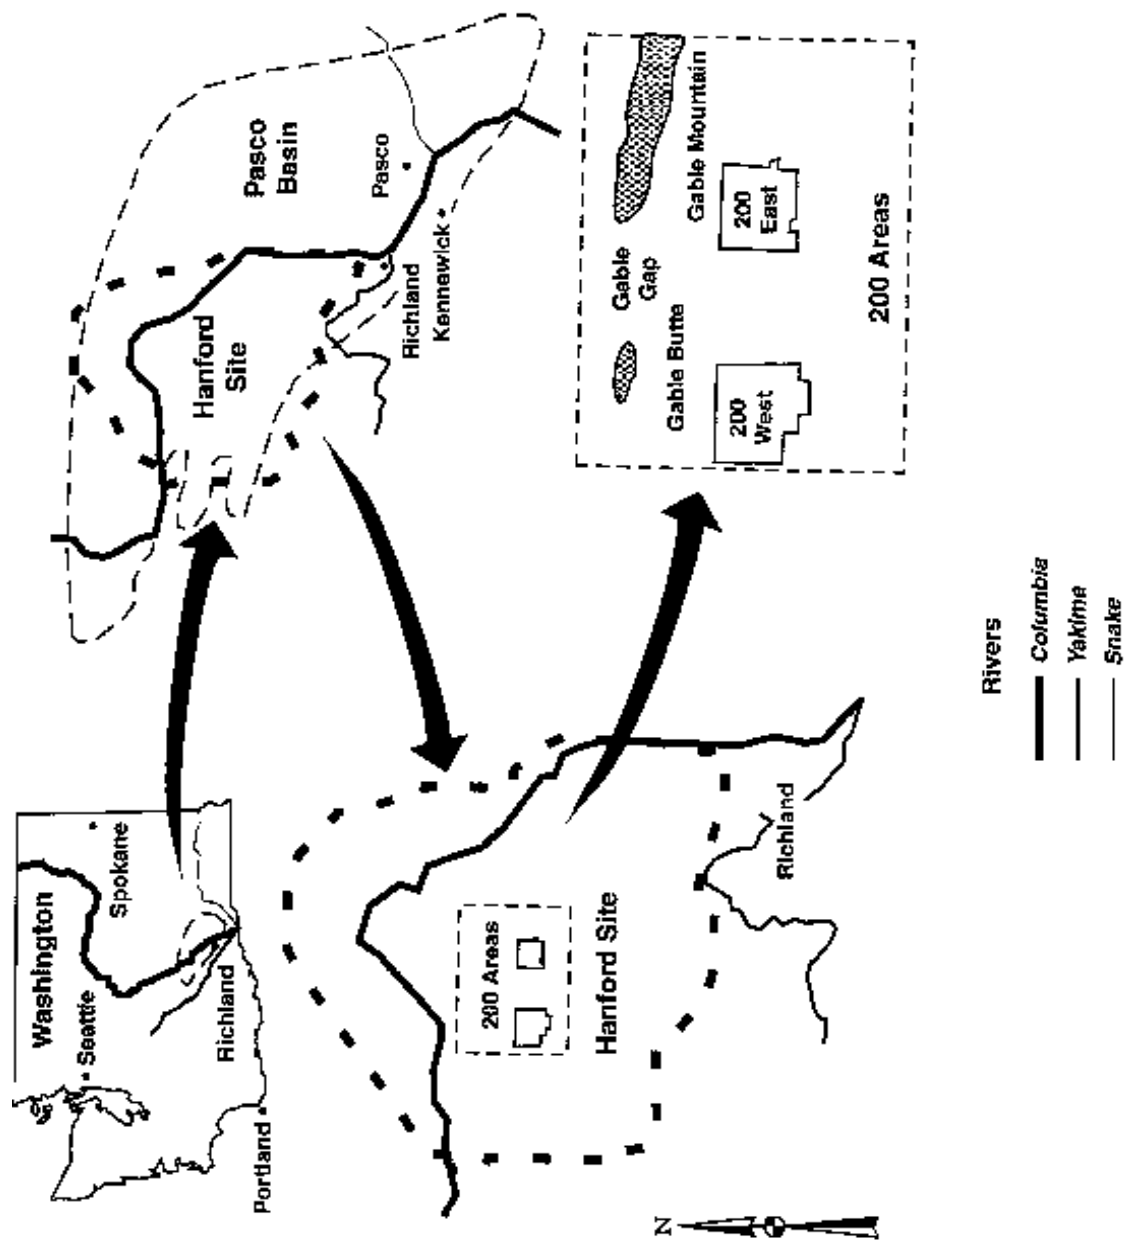 Washington
Seattle
Spokane
Richland
Portland
Pasco
Basin
Hanford
Site
Pasco
Richland
Kennewick
200 Areas
Hanford Site
Richland
N
Gable Butte
Gable
Gap
Gable Mountain
200
West
200
East
200 Areas
Rivers
Columbia
Yakime
Snake